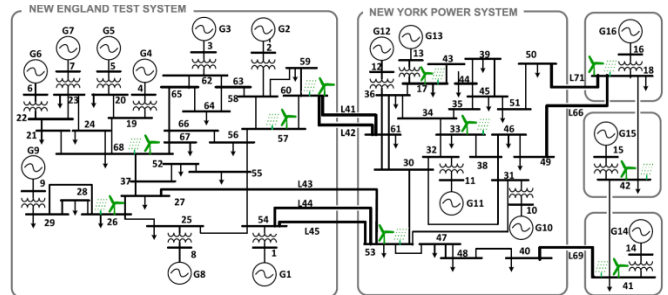 NEW ENGLAND TEST SYSTEM
NEW YORK POWER SYSTEM
G7 G5 G3 G2 G12 G13 G16
G6 G4
7 5 3 2 59 13 43 39 50 16
6 4 62 63 60 12 17 44 L71 18
23 20 65 58 36 45
22 19 64 L41 34 35 51 L66
21 24 66 56 57 L42 61 33 46 G15
G9 68 67 49
52 55 30 32 38 15
9 28 37 L43 11 31 42
27 G11 10
29 26 25 54 L44 G10 G14
8 1 L45 53 47 48 40 L69 14
G8 G1 41